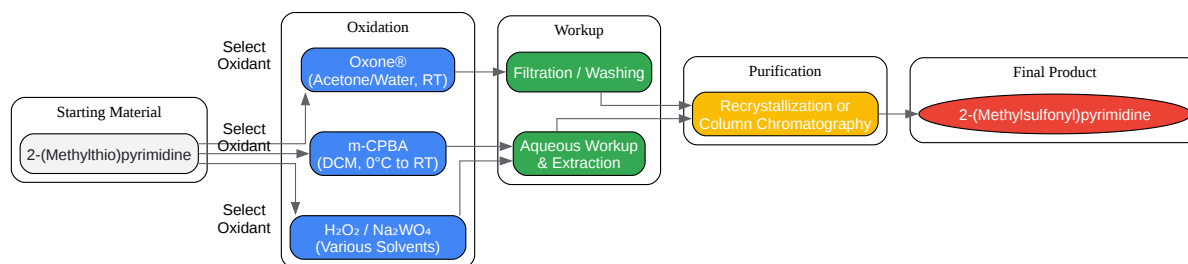 Starting Material
2-(Methylthio)pyrimidine
Select
Oxidant
Select
Oxidant
Select
Oxidant
Oxidation
Oxone®
(Acetone/Water, RT)
m-CPBA
(DCM, 0°C to RT)
H₂O₂ / Na₂WO₄
(Various Solvents)
Workup
Filtration / Washing
Aqueous Workup
& Extraction
Purification
Recrystallization or
Column Chromatography
Final Product
2-(Methylsulfonyl)pyrimidine